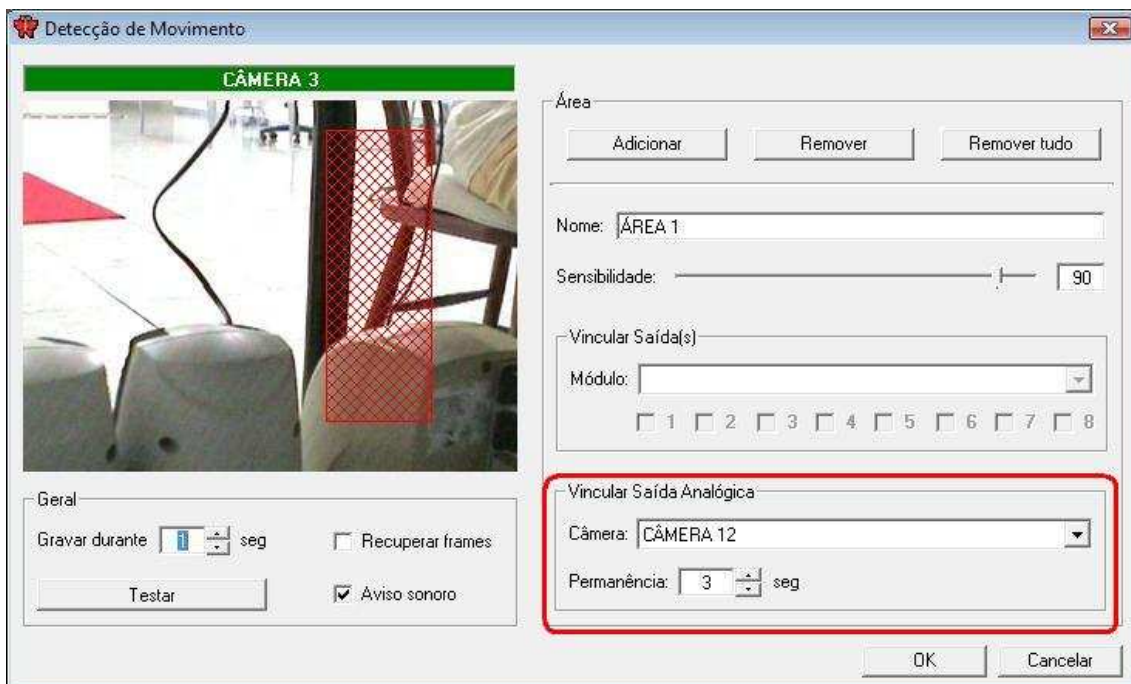 Detecção de Movimento
CÂMERA 3
Geral
Gravar durante 1 seg
Recuperar frames
Testar
Aviso sonoro
Área
Adicionar Remover Remover tudo
Nome: ÁREA 1
Sensibilidade: 90
Vincular Saída(s)
Módulo:
1 2 3 4 5 6 7 8
Vincular Saída Analógica
Câmera: CÂMERA 12
Permanência: 3 seg
OK Cancelar